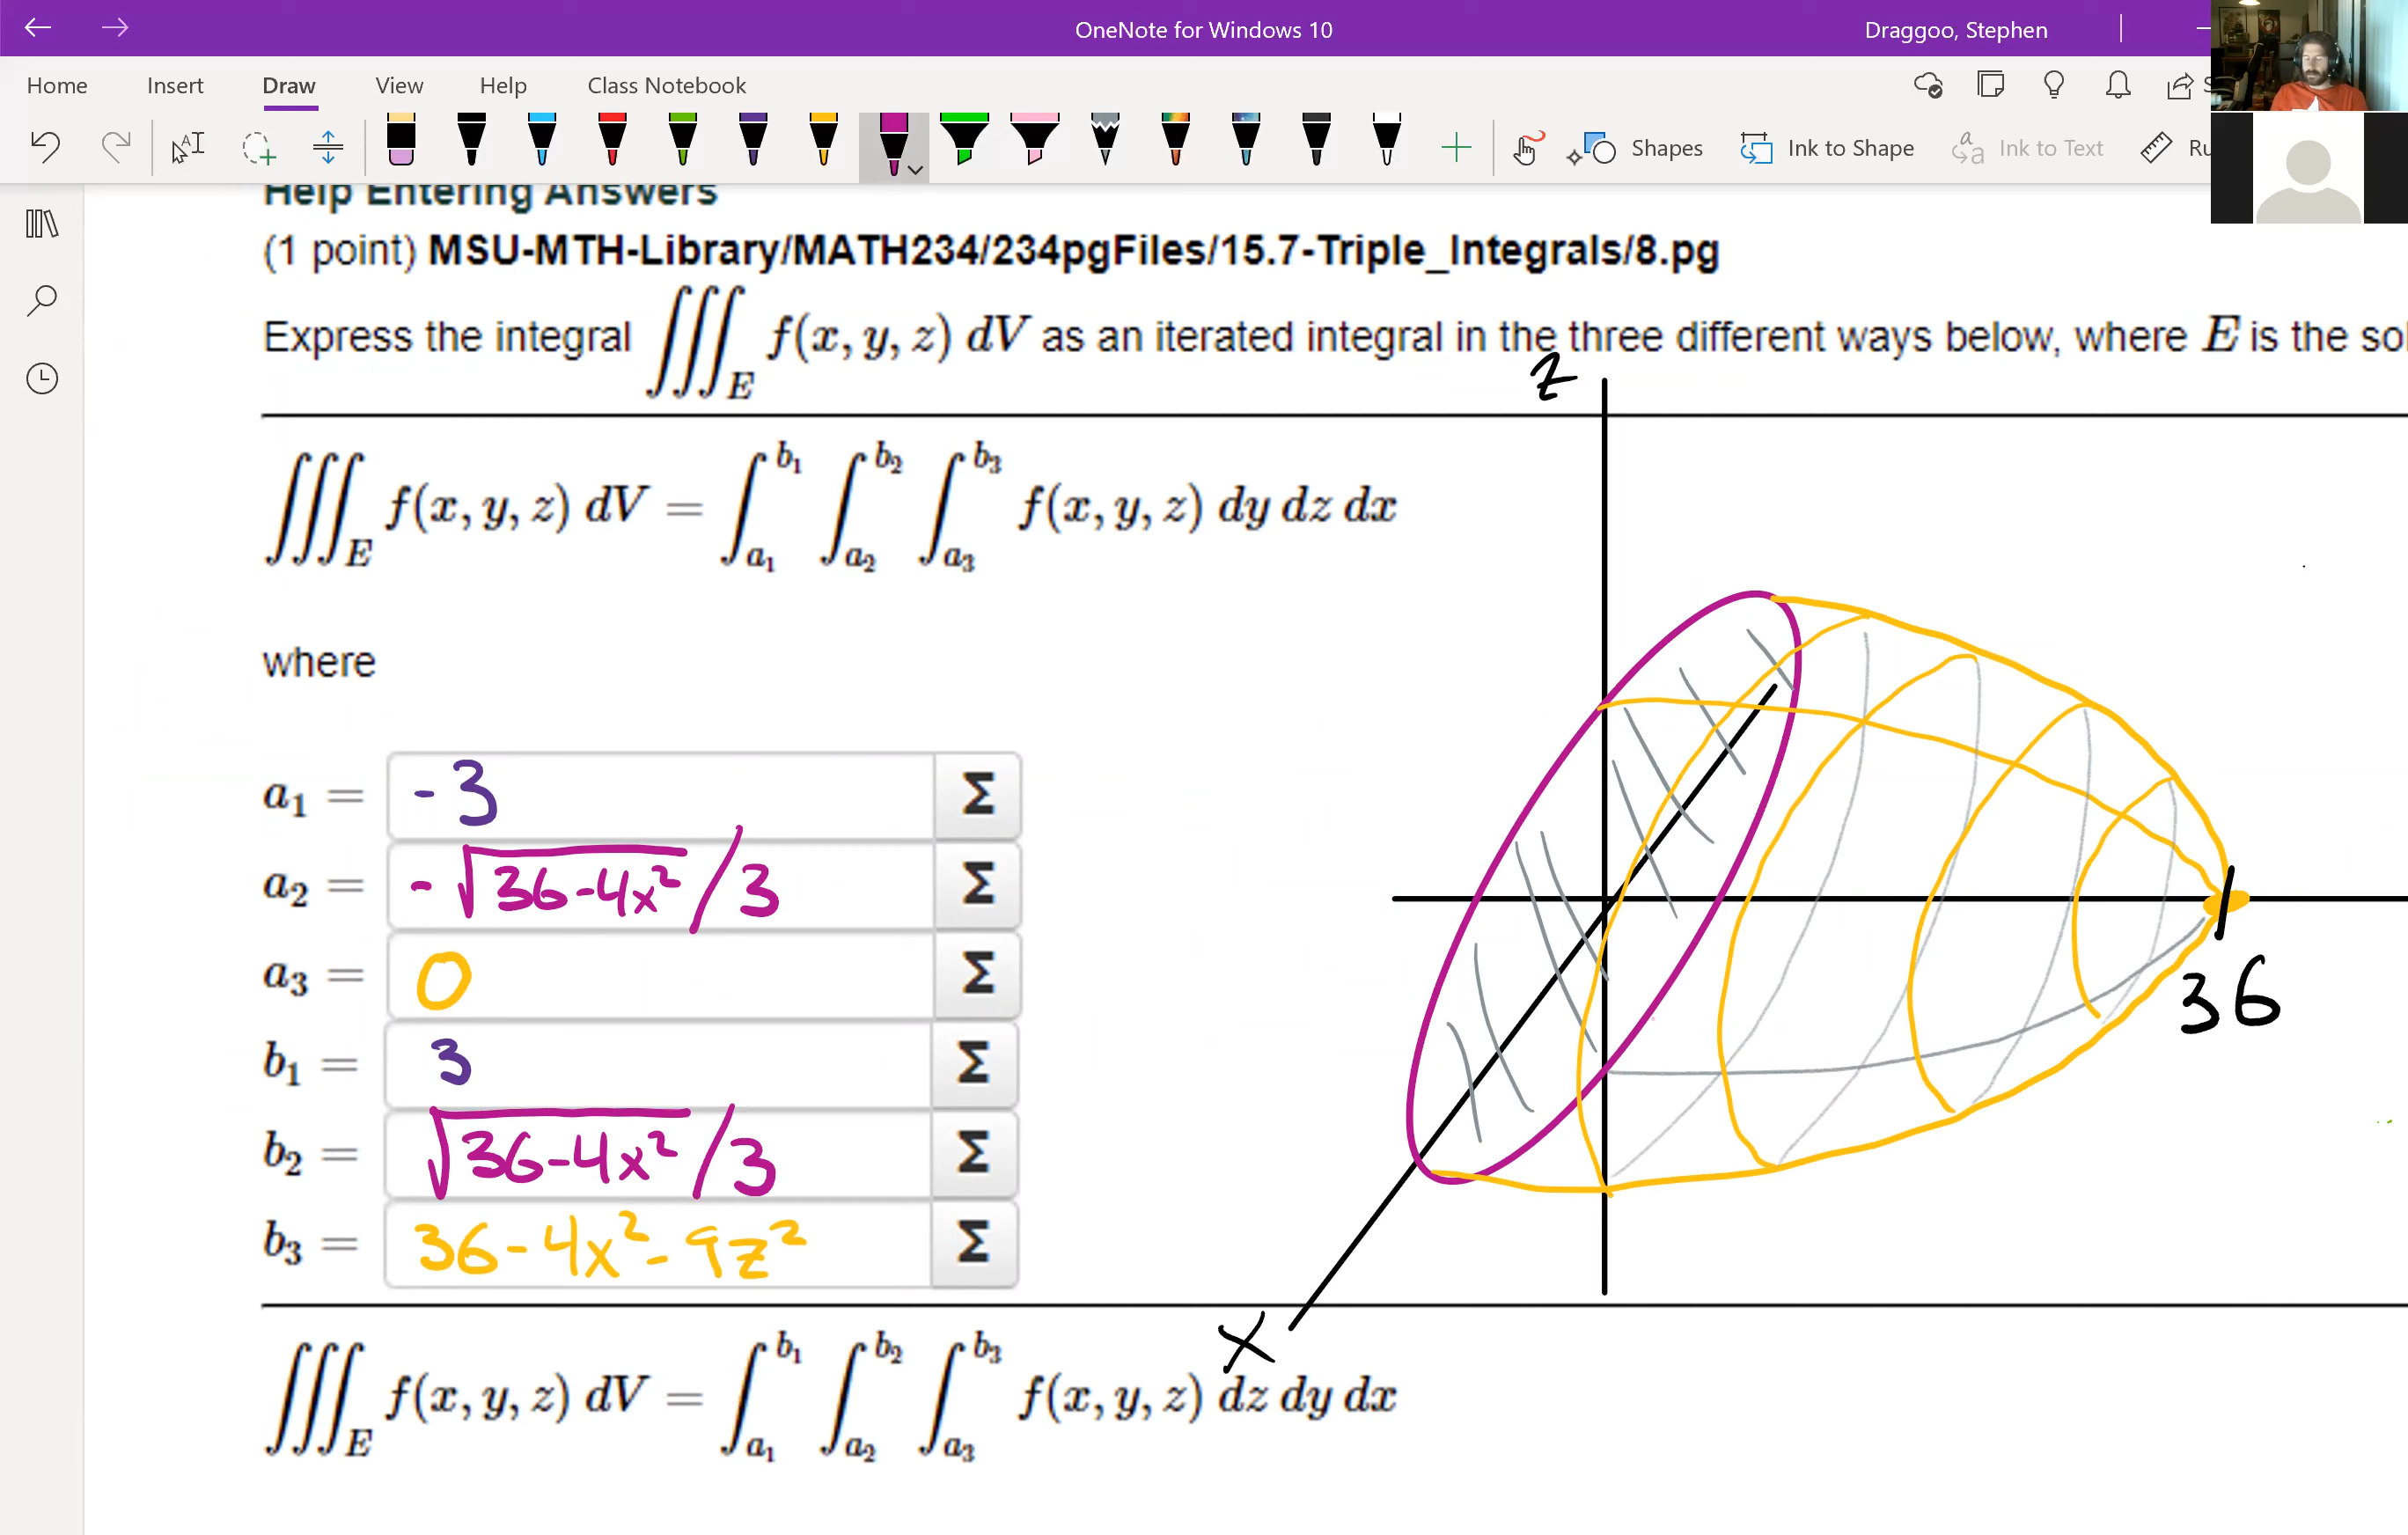 OneNote for Windows 10
Draggoo, Stephen
Home Insert Draw View Help Class Notebook
Shapes Ink to Shape Ink to Text Ru
Help Entering Answers
(1 point) MSU-MTH-Library/MATH234/234pgFiles/15.7-Triple_Integrals/8.pg
Express the integral ∭_E f(x, y, z) dV as an iterated integral in the three different ways below, where E is the so
z
∭_E f(x, y, z) dV = ∫_{a₁}^{b₁} ∫_{a₂}^{b₂} ∫_{a₃}^{b₃} f(x, y, z) dy dz dx
where
a₁ = -3 Σ
a₂ = -√(36-4x²)/3 Σ
a₃ = 0 Σ
36
b₁ = 3 Σ
b₂ = √(36-4x²)/3 Σ
b₃ = 36-4x²-9z² Σ
x
∭_E f(x, y, z) dV = ∫_{a₁}^{b₁} ∫_{a₂}^{b₂} ∫_{a₃}^{b₃} f(x, y, z) dz dy dx